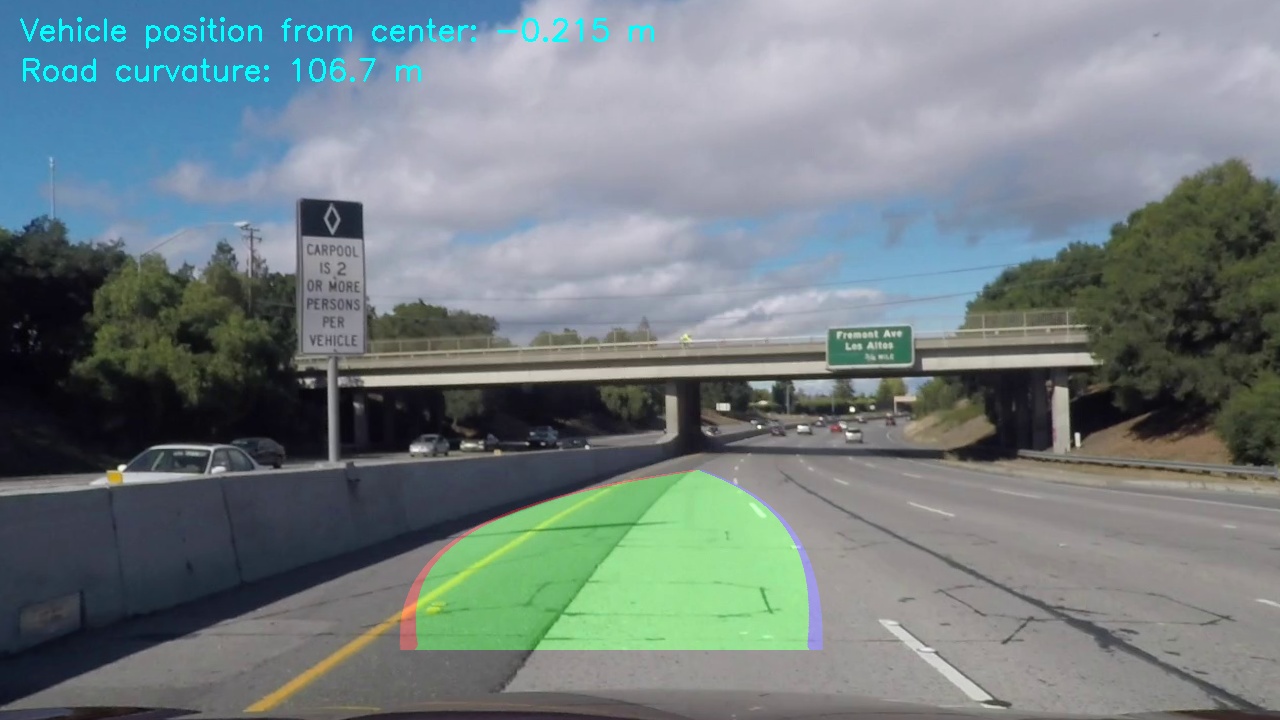 Vehicle position from center: -0.215 m
Road curvature: 106.7 m
CARPOOL
IS 2
OR MORE
PERSONS
PER
VEHICLE
Fremont Ave
Los Altos
MILE